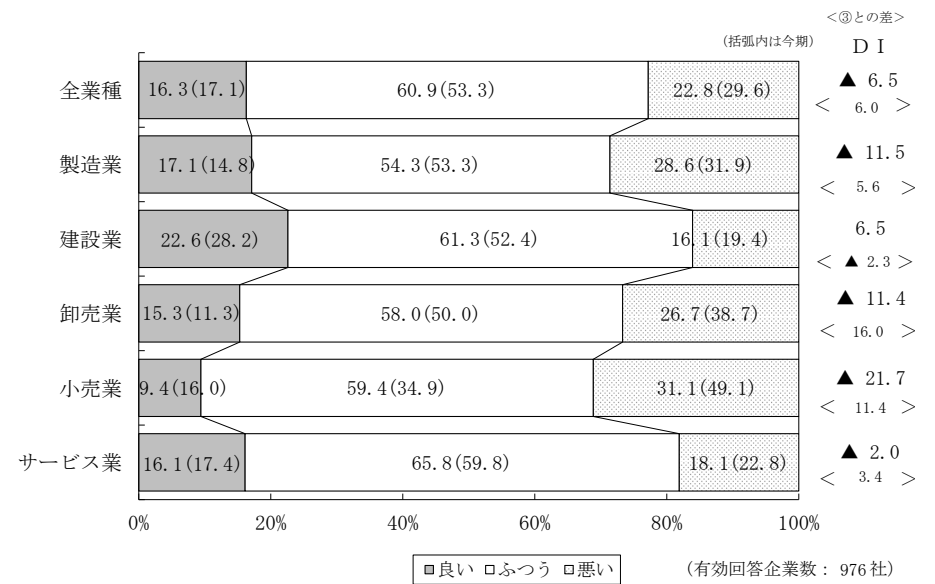 ＜③との差＞
(括弧内は今期)
ＤＩ
全業種 16.3(17.1) 60.9(53.3) 22.8(29.6) ▲ 6.5
＜ 6.0 ＞
製造業 17.1(14.8) 54.3(53.3) 28.6(31.9) ▲ 11.5
＜ 5.6 ＞
建設業 22.6(28.2) 61.3(52.4) 16.1(19.4) 6.5
＜ ▲ 2.3 ＞
卸売業 15.3(11.3) 58.0(50.0) 26.7(38.7) ▲ 11.4
＜ 16.0 ＞
小売業 9.4(16.0) 59.4(34.9) 31.1(49.1) ▲ 21.7
＜ 11.4 ＞
サービス業 16.1(17.4) 65.8(59.8) 18.1(22.8) ▲ 2.0
＜ 3.4 ＞
0% 20% 40% 60% 80% 100%
良い ふつう 悪い
(有効回答企業数：976社)